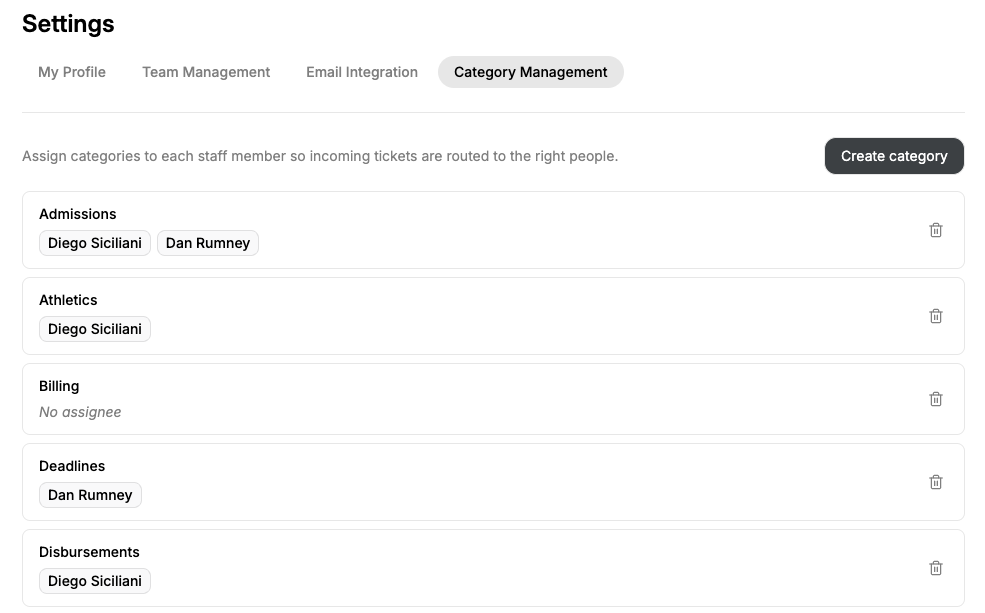 Settings
My Profile Team Management Email Integration Category Management
Assign categories to each staff member so incoming tickets are routed to the right people. Create category
Admissions
Diego Siciliani Dan Rumney
Athletics
Diego Siciliani
Billing
No assignee
Deadlines
Dan Rumney
Disbursements
Diego Siciliani